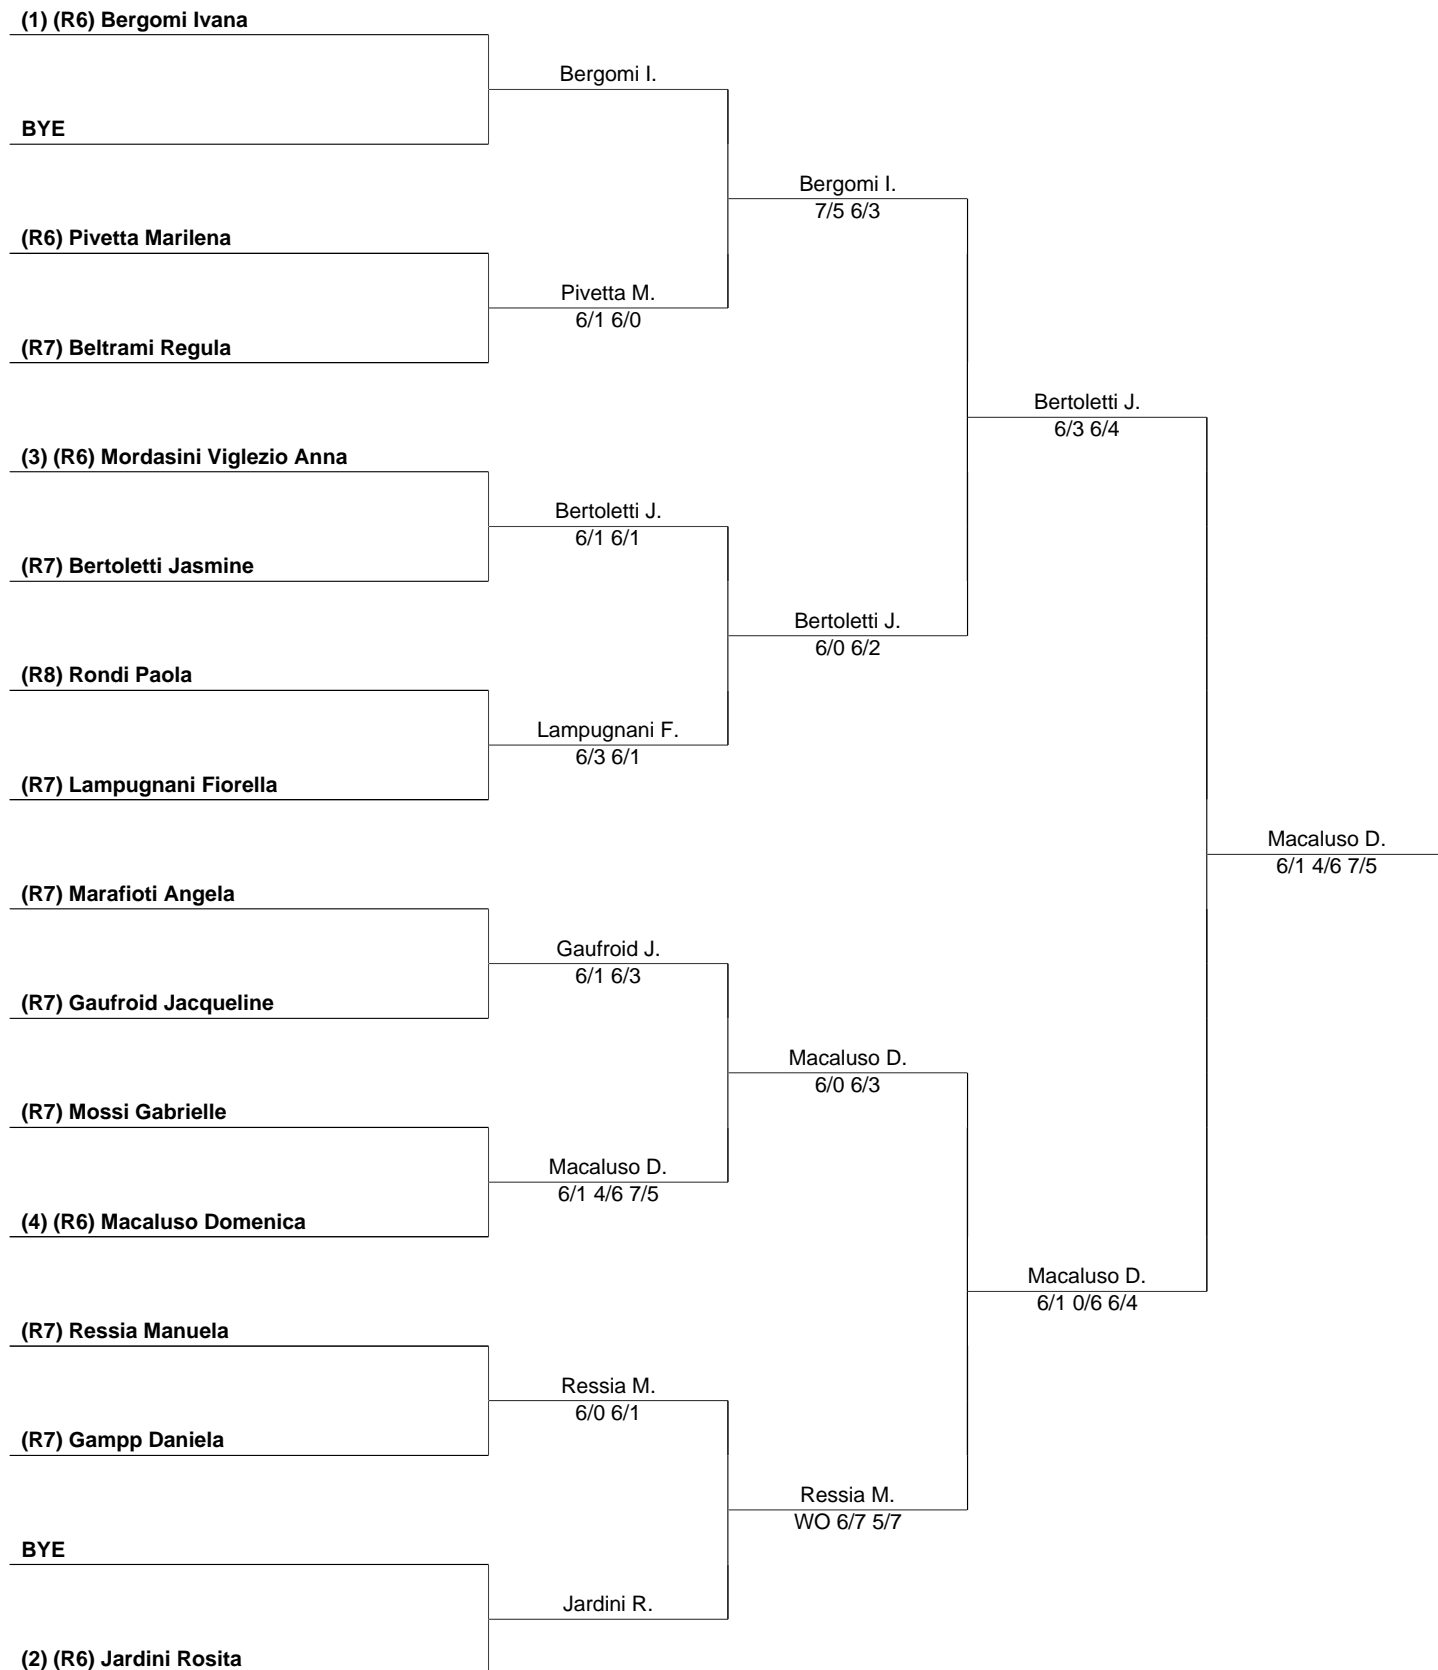 (1) (R6) Bergomi Ivana
Bergomi I.
BYE
Bergomi I.
7/5 6/3
(R6) Pivetta Marilena
Pivetta M.
6/1 6/0
(R7) Beltrami Regula
Bertoletti J.
6/3 6/4
(3) (R6) Mordasini Viglezio Anna
Bertoletti J.
6/1 6/1
(R7) Bertoletti Jasmine
Bertoletti J.
6/0 6/2
(R8) Rondi Paola
Lampugnani F.
6/3 6/1
(R7) Lampugnani Fiorella
Macaluso D.
6/1 4/6 7/5
(R7) Marafioti Angela
Gaufroid J.
6/1 6/3
(R7) Gaufroid Jacqueline
Macaluso D.
6/0 6/3
(R7) Mossi Gabrielle
Macaluso D.
6/1 4/6 7/5
(4) (R6) Macaluso Domenica
Macaluso D.
6/1 0/6 6/4
(R7) Ressia Manuela
Ressia M.
6/0 6/1
(R7) Gampp Daniela
Ressia M.
WO 6/7 5/7
BYE
Jardini R.
(2) (R6) Jardini Rosita